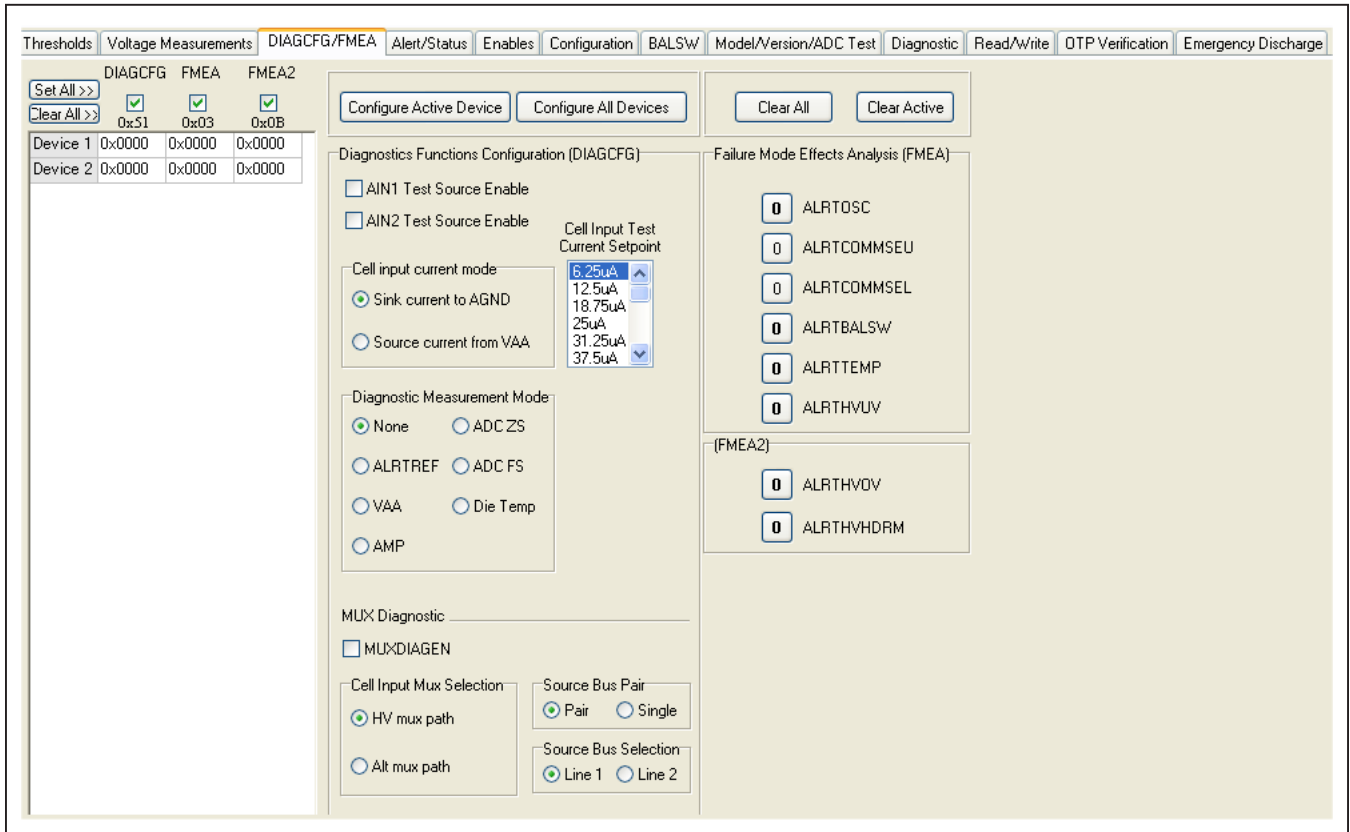 Thresholds Voltage Measurements DIAGCFG/FMEA Alert/Status Enables Configuration BALSW Model/Version/ADC Test Diagnostic Read/Write OTP Verification Emergency Discharge
DIAGCFG FMEA FMEA2
Set All >>
Clear All >>
0x51 0x03 0x0B
Device 1 0x0000 0x0000 0x0000
Device 2 0x0000 0x0000 0x0000
Configure Active Device Configure All Devices
Diagnostics Functions Configuration (DIAGCFG)
AIN1 Test Source Enable
AIN2 Test Source Enable
Cell Input Test
Current Setpoint
6.25uA
12.5uA
18.75uA
25uA
31.25uA
37.5uA
Cell input current mode
Sink current to AGND
Source current from VAA
Diagnostic Measurement Mode
None ADC ZS
ALRTREF ADC FS
VAA Die Temp
AMP
MUX Diagnostic
MUXDIAGEN
Cell Input Mux Selection
HV mux path
Alt mux path
Source Bus Pair
Pair Single
Source Bus Selection
Line 1 Line 2
Clear All Clear Active
Failure Mode Effects Analysis (FMEA)
0 ALRTOSC
0 ALRTCOMMSEU
0 ALRTCOMMSEL
0 ALRTBALSW
0 ALRTTEMP
0 ALRTHVUV
(FMEA2)
0 ALRTHVOV
0 ALRTHVHDRM